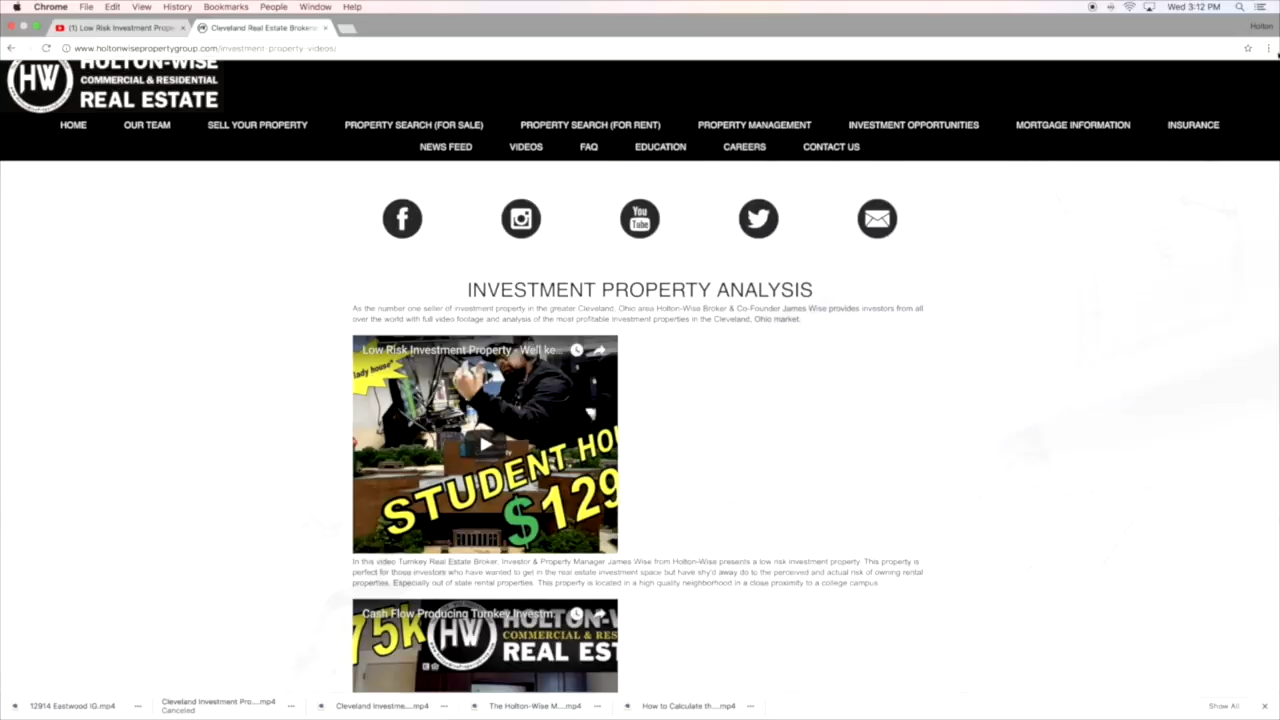 Chrome File Edit View History Bookmarks People Window Help Wed 3:12 PM
(1) Low Risk Investment Prope Cleveland Real Estate Brokers Holton
www.holtonwisepropertygroup.com/investment-property-videos/
HW HOLTON-WISE
COMMERCIAL & RESIDENTIAL
REAL ESTATE
HOME OUR TEAM SELL YOUR PROPERTY PROPERTY SEARCH (FOR SALE) PROPERTY SEARCH (FOR RENT) PROPERTY MANAGEMENT INVESTMENT OPPORTUNITIES MORTGAGE INFORMATION INSURANCE
NEWS FEED VIDEOS FAQ EDUCATION CAREERS CONTACT US
You
Tube
INVESTMENT PROPERTY ANALYSIS
As the number one seller of investment property in the greater Cleveland, Ohio area Holton-Wise Broker & Co-Founder James Wise provides investors from all
over the world with full video footage and analysis of the most profitable investment properties in the Cleveland, Ohio market.
Low Risk Investment Property - Well ke...
lady house"
STUDENT HOU
$129
In this video Turnkey Real Estate Broker, Investor & Property Manager James Wise from Holton-Wise presents a low risk investment property. This property is
perfect for those investors who have wanted to get in the real estate investment space but have shy'd away do to the perceived and actual risk of owning rental
properties. Especially out of state rental properties. This property is located in a high quality neighborhood in a close proximity to a college campus
Cash Flow Producing Turnkey Investm...
75k HW HOLTON-W
COMMERCIAL & RES
REAL EST
12914 Eastwood IG.mp4 Cleveland Investment Pro....mp4 Cleveland Investme....mp4 The Holton-Wise M....mp4 How to Calculate th....mp4 Show All
Canceled